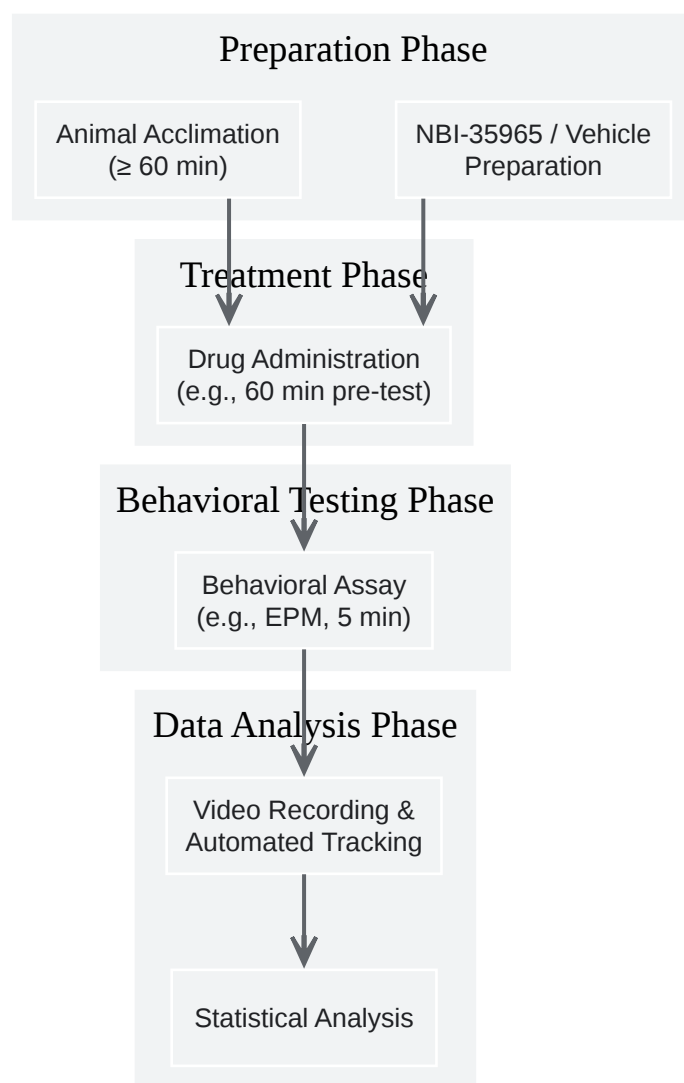 Preparation Phase
Animal Acclimation
(≥ 60 min)
NBI-35965 / Vehicle
Preparation
Treatment Phase
Drug Administration
(e.g., 60 min pre-test)
Behavioral Testing Phase
Behavioral Assay
(e.g., EPM, 5 min)
Data Analysis Phase
Video Recording &
Automated Tracking
Statistical Analysis